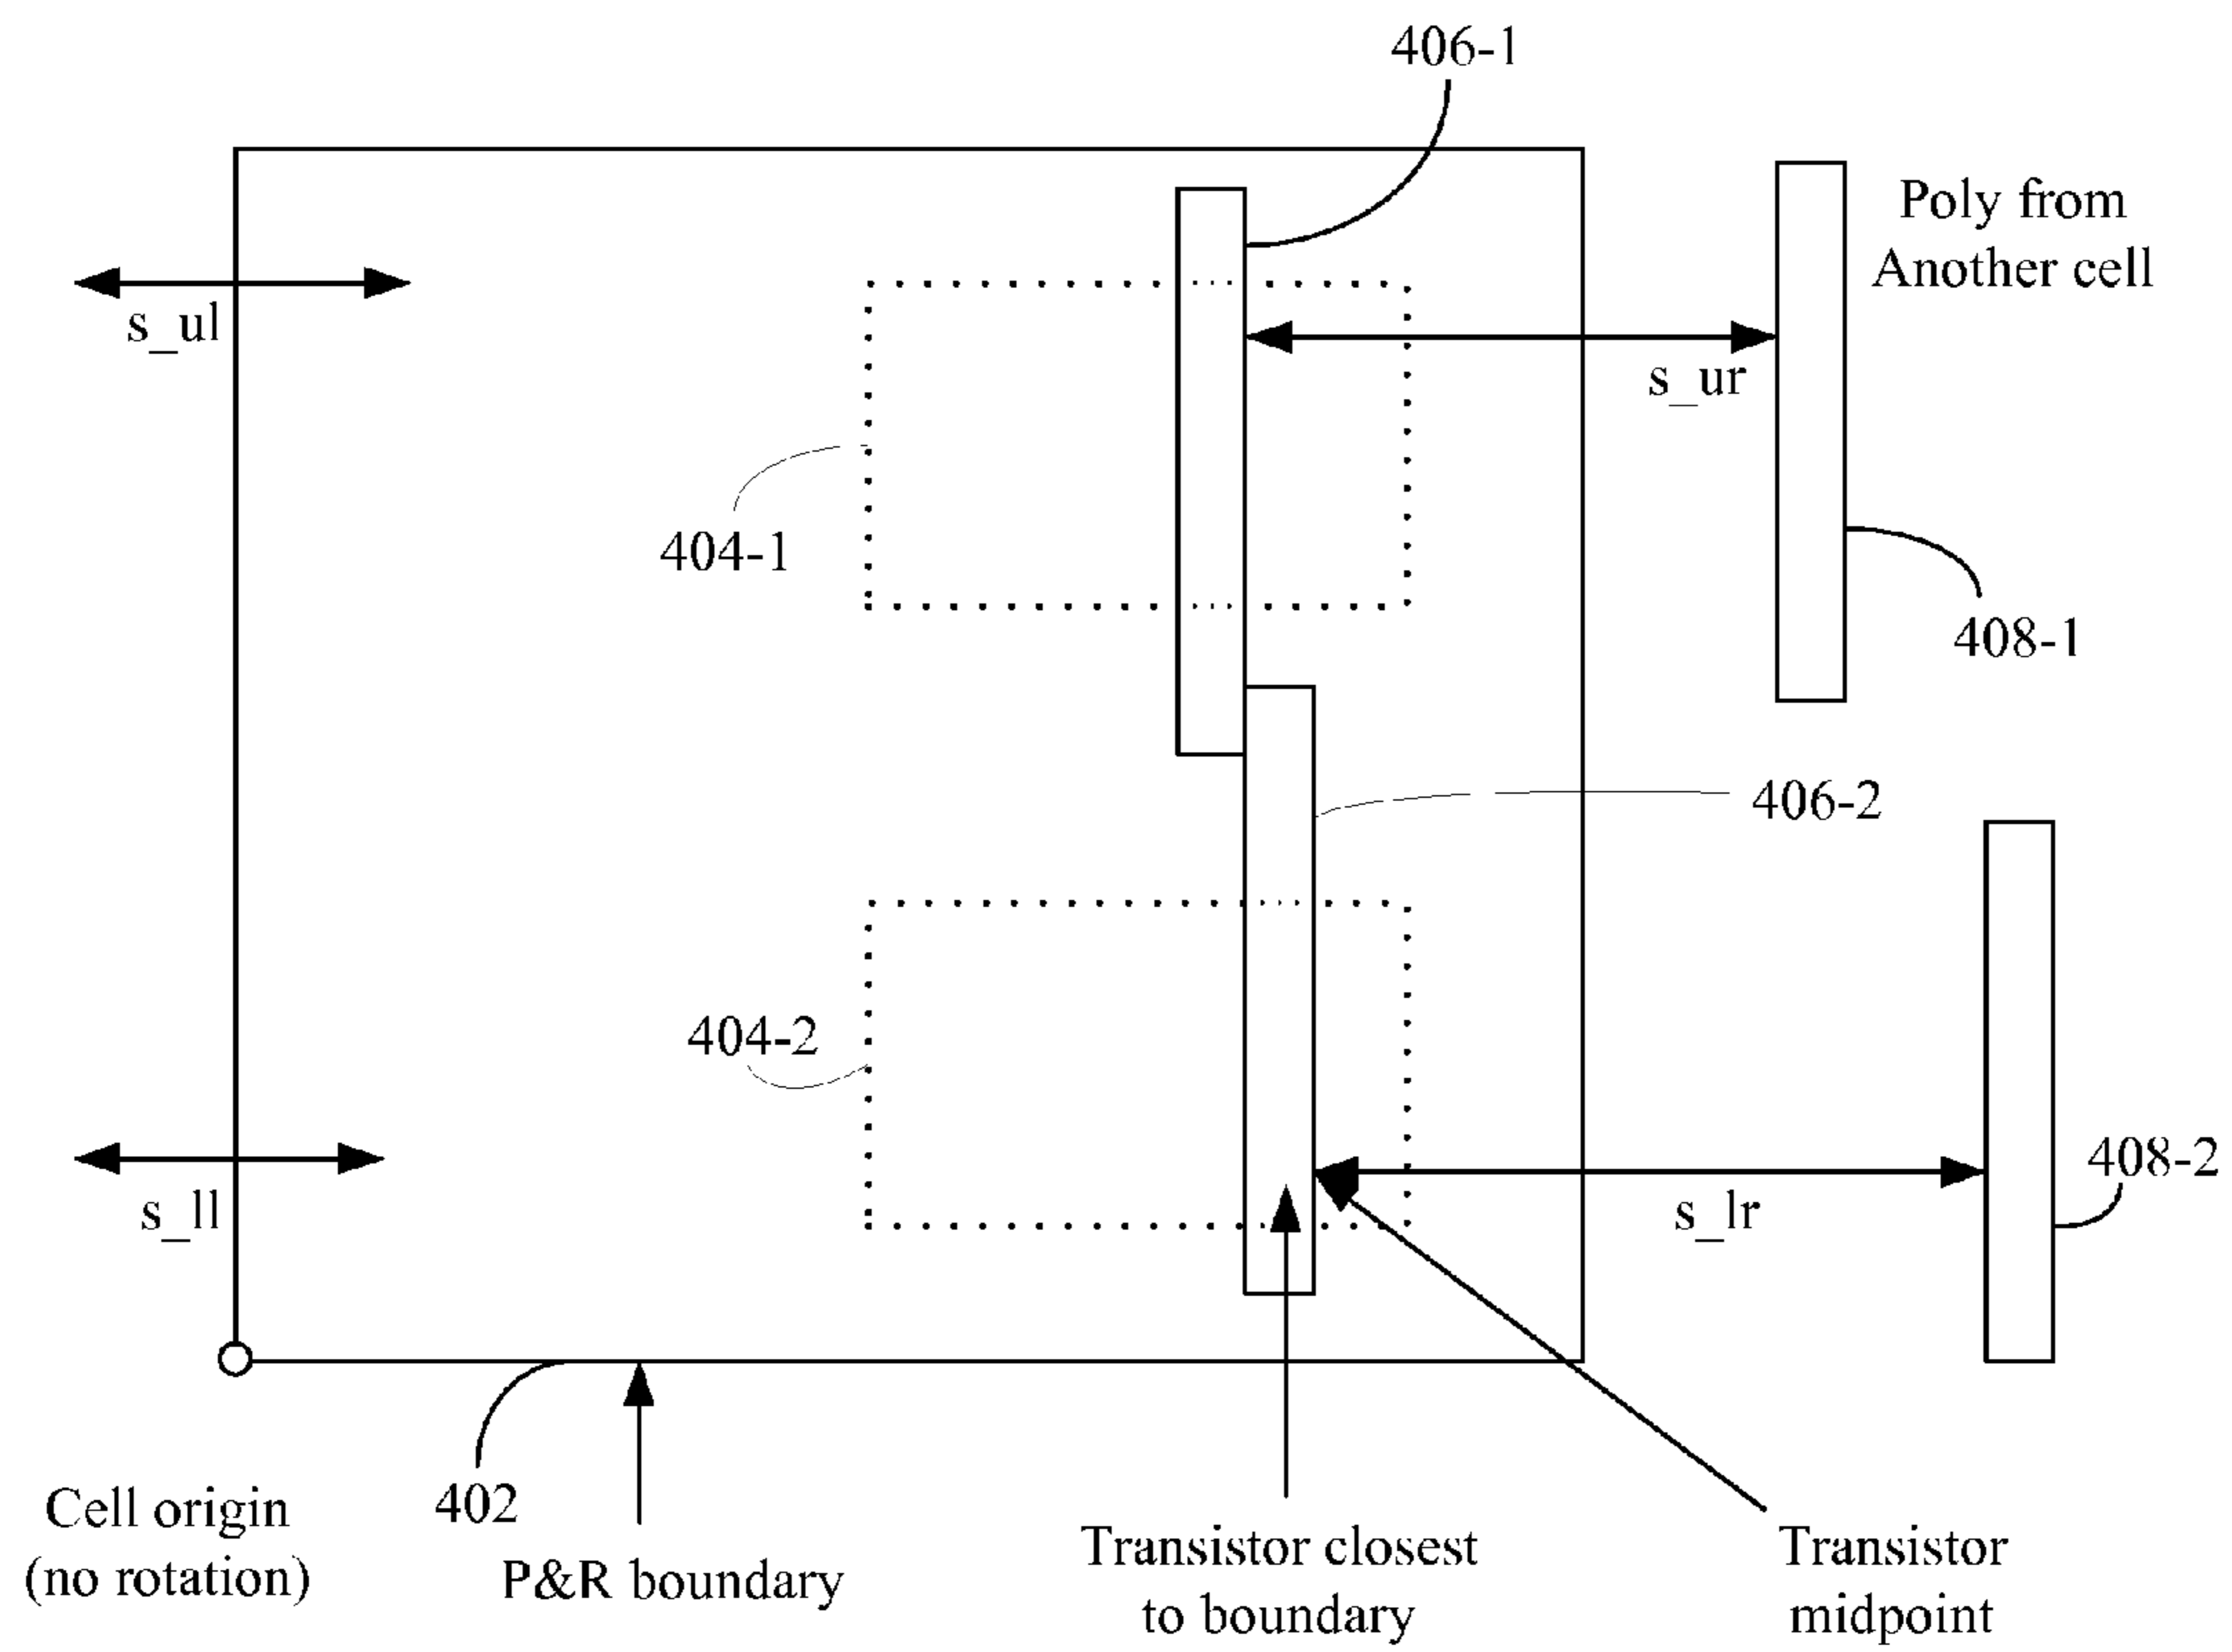 406-1
Poly from
Another cell
s_ul
s_ur
404-1
408-1
406-2
404-2
408-2
s_ll
s_lr
402
Cell origin
(no rotation)
P&R boundary
Transistor closest
to boundary
Transistor
midpoint